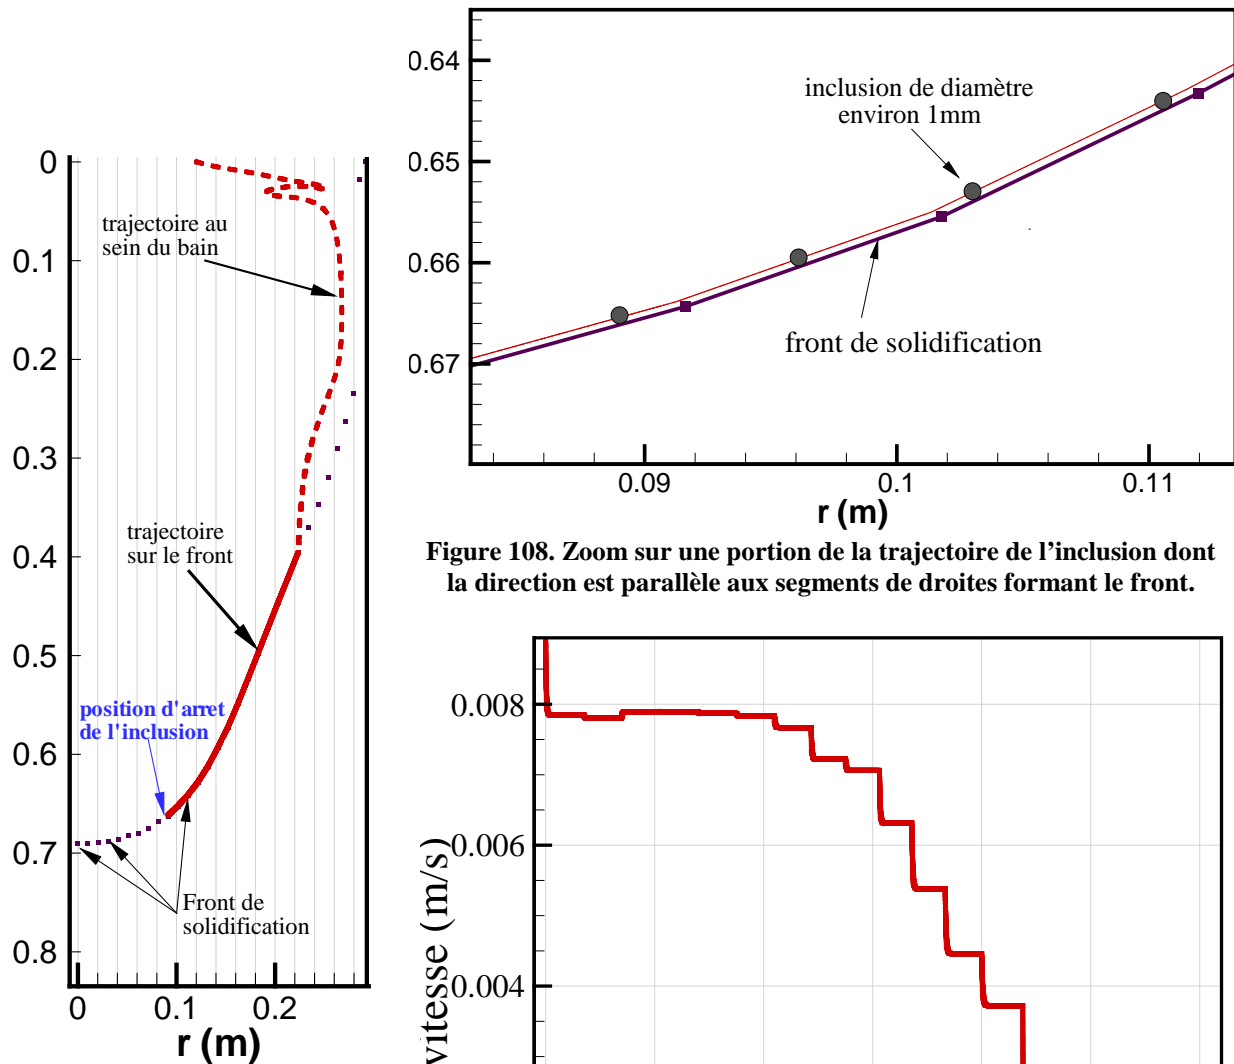 0
0.1
0.2
0.3
0.4
0.5
0.6
0.7
0.8
trajectoire au
sein du bain
trajectoire
sur le front
position d'arret
de l'inclusion
Front de
solidification
0
0.1
0.2
r (m)
0.64
0.65
0.66
0.67
inclusion de diamètre
environ 1mm
front de solidification
0.09
0.1
0.11
r (m)
Figure 108. Zoom sur une portion de la trajectoire de l’inclusion dont
la direction est parallèle aux segments de droites formant le front.
0.008
0.006
0.004
vitesse (m/s)